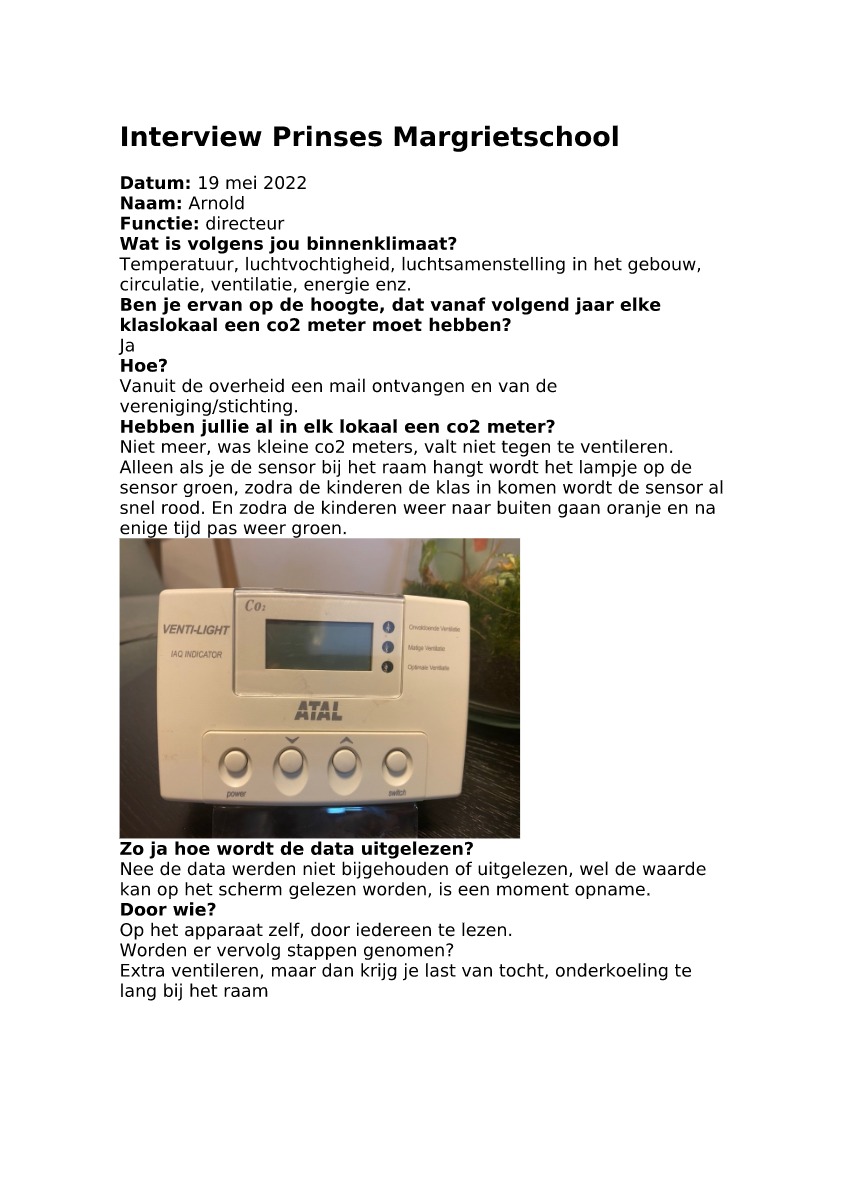 Interview Prinses Margrietschool
Datum: 19 mei 2022
Naam: Arnold
Functie: directeur
Wat is volgens jou binnenklimaat?
Temperatuur, luchtvochtigheid, luchtsamenstelling in het gebouw,
circulatie, ventilatie, energie enz.
Ben je ervan op de hoogte, dat vanaf volgend jaar elke
klaslokaal een co2 meter moet hebben?
Ja
Hoe?
Vanuit de overheid een mail ontvangen en van de
vereniging/stichting.
Hebben jullie al in elk lokaal een co2 meter?
Niet meer, was kleine co2 meters, valt niet tegen te ventileren.
Alleen als je de sensor bij het raam hangt wordt het lampje op de
sensor groen, zodra de kinderen de klas in komen wordt de sensor al
snel rood. En zodra de kinderen weer naar buiten gaan oranje en na
enige tijd pas weer groen.
Co2
VENTI-LIGHT
IAQ INDICATOR
Onvoldoende Ventilatie
Matige Ventilatie
Optimale Ventilatie
ATAL
power
switch
Zo ja hoe wordt de data uitgelezen?
Nee de data werden niet bijgehouden of uitgelezen, wel de waarde
kan op het scherm gelezen worden, is een moment opname.
Door wie?
Op het apparaat zelf, door iedereen te lezen.
Worden er vervolg stappen genomen?
Extra ventileren, maar dan krijg je last van tocht, onderkoeling te
lang bij het raam